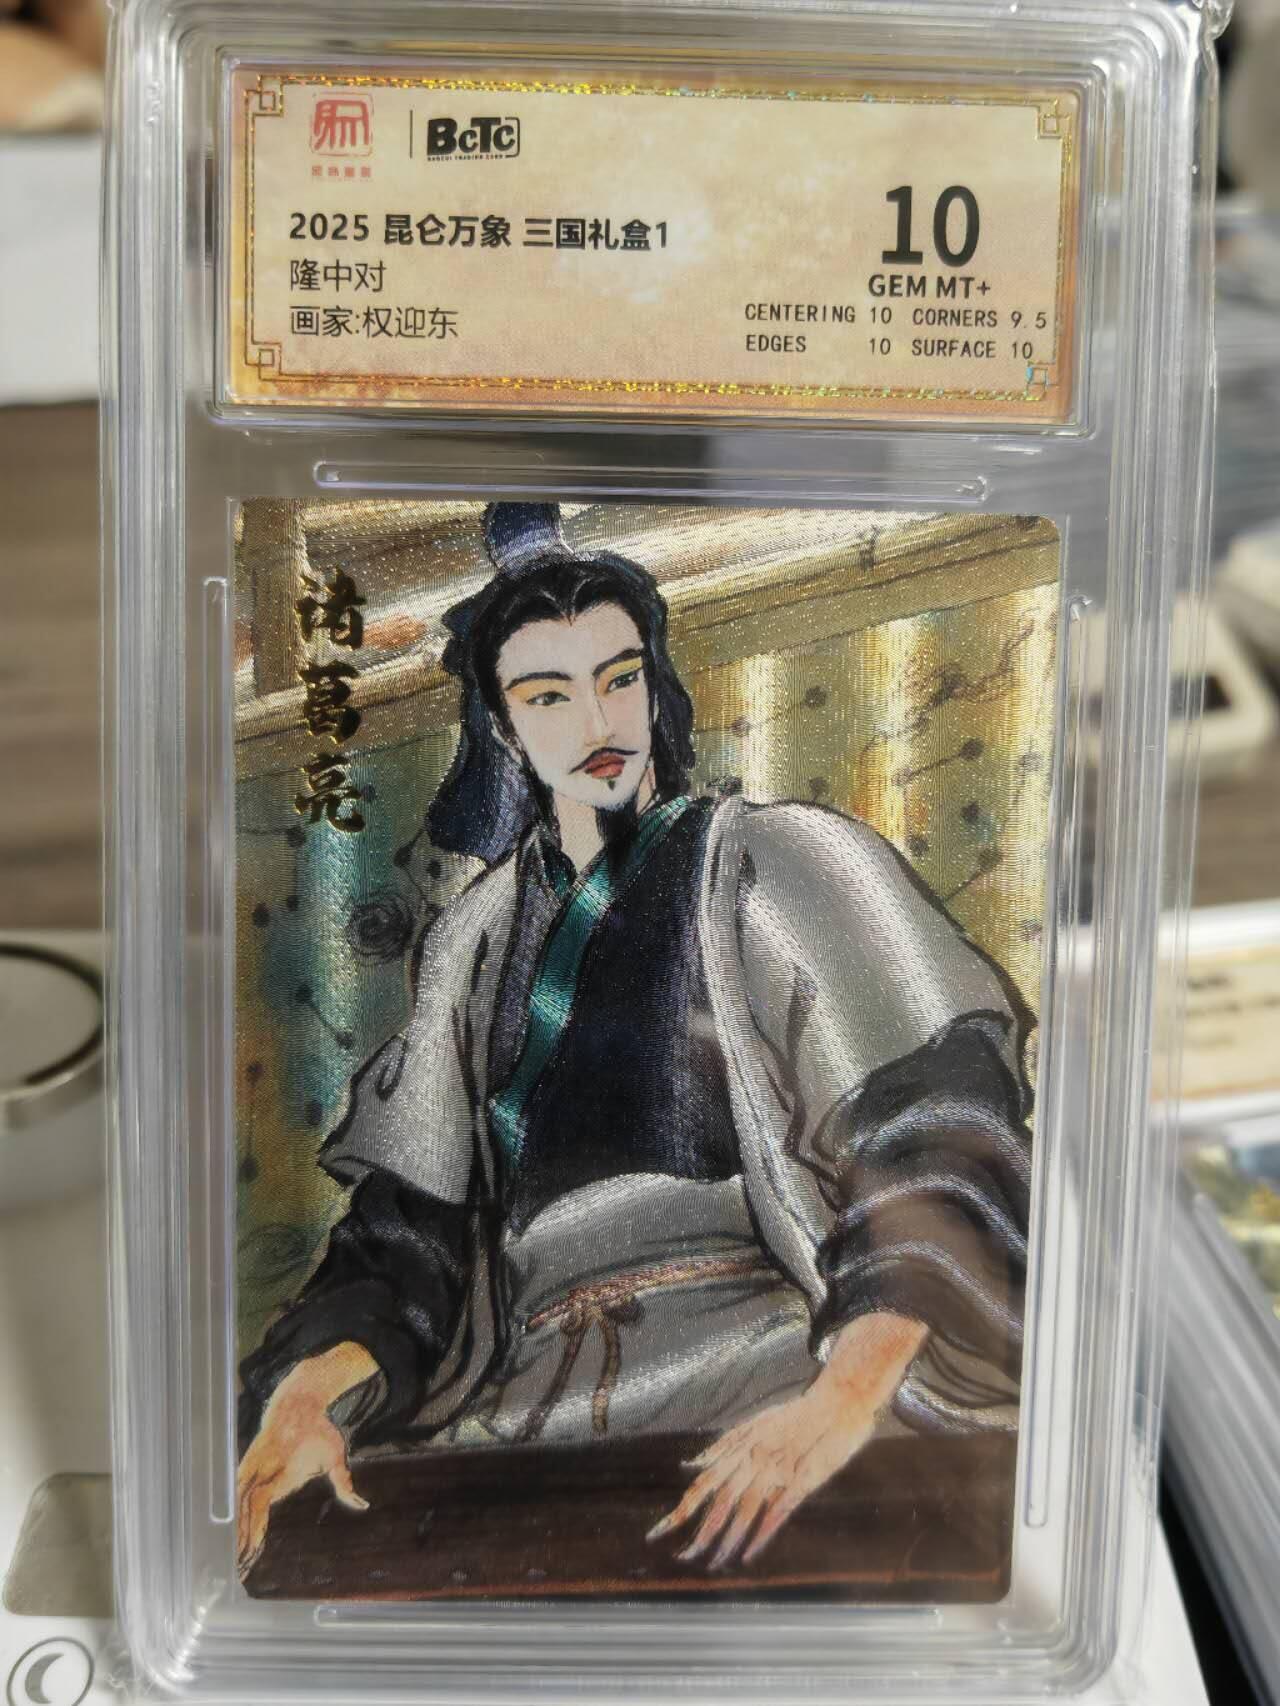 BCTC
2025 昆仑万象 三国礼盒1
隆中对
画家:权迎东
10
GEM MT+
CENTERING 10 CORNERS 9.5
EDGES 10 SURFACE 10
诸葛亮